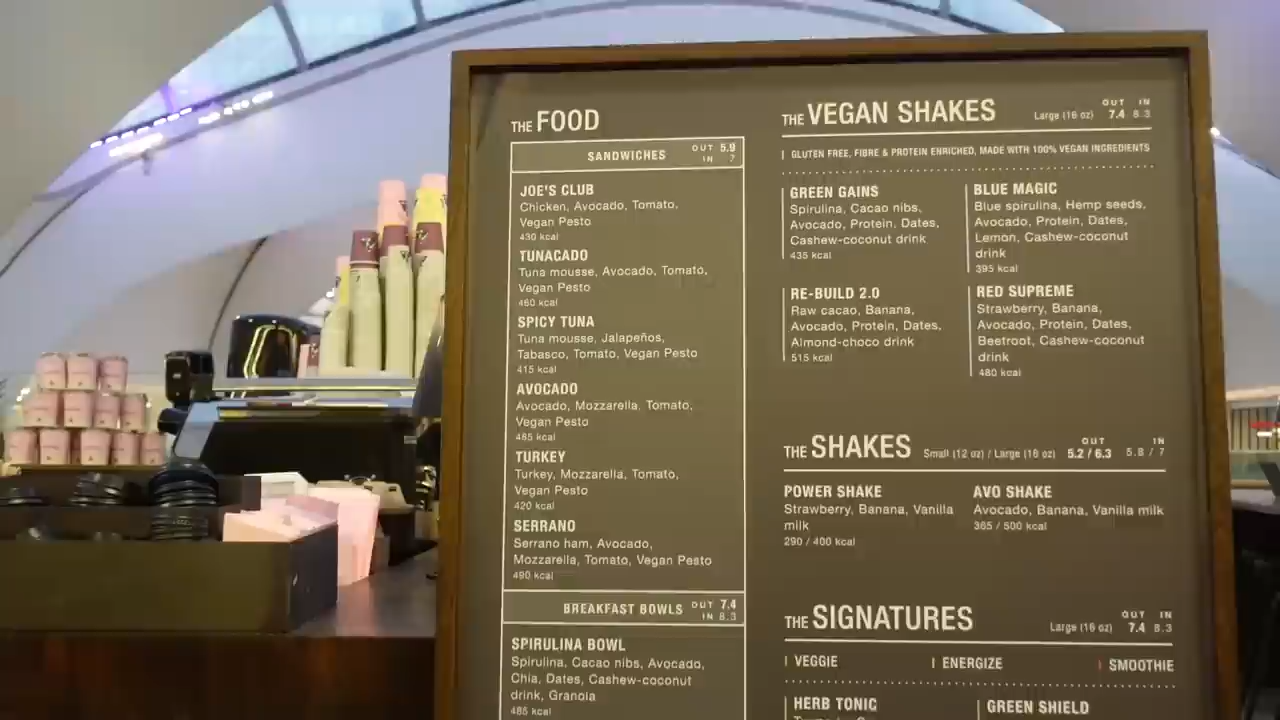 THE FOOD
SANDWICHES OUT 5.9 IN 7
JOE'S CLUB
Chicken, Avocado, Tomato,
Vegan Pesto
430 kcal
TUNACADO
Tuna mousse, Avocado, Tomato,
Vegan Pesto
460 kcal
SPICY TUNA
Tuna mousse, Jalapeños,
Tabasco, Tomato, Vegan Pesto
415 kcal
AVOCADO
Avocado, Mozzarella, Tomato,
Vegan Pesto
485 kcal
TURKEY
Turkey, Mozzarella, Tomato,
Vegan Pesto
420 kcal
SERRANO
Serrano ham, Avocado,
Mozzarella, Tomato, Vegan Pesto
490 kcal
BREAKFAST BOWLS OUT 7.4 IN 8.3
SPIRULINA BOWL
Spirulina, Cacao nibs, Avocado,
Chia, Dates, Cashew-coconut
drink, Granola
485 kcal
THE VEGAN SHAKES Large (16 oz) OUT 7.4 IN 8.3
GLUTEN FREE, FIBRE & PROTEIN ENRICHED, MADE WITH 100% VEGAN INGREDIENTS
GREEN GAINS
Spirulina, Cacao nibs,
Avocado, Protein, Dates,
Cashew-coconut drink
435 kcal
BLUE MAGIC
Blue spirulina, Hemp seeds,
Avocado, Protein, Dates,
Lemon, Cashew-coconut
drink
395 kcal
RE-BUILD 2.0
Raw cacao, Banana,
Avocado, Protein, Dates,
Almond-choco drink
515 kcal
RED SUPREME
Strawberry, Banana,
Avocado, Protein, Dates,
Beetroot, Cashew-coconut
drink
480 kcal
THE SHAKES Small (12 oz) / Large (16 oz) OUT 5.2 / 6.3 IN 5.8 / 7
POWER SHAKE
Strawberry, Banana, Vanilla
milk
290 / 400 kcal
AVO SHAKE
Avocado, Banana, Vanilla milk
365 / 500 kcal
THE SIGNATURES Large (16 oz) OUT 7.4 IN 8.3
VEGGIE ENERGIZE SMOOTHIE
HERB TONIC
GREEN SHIELD